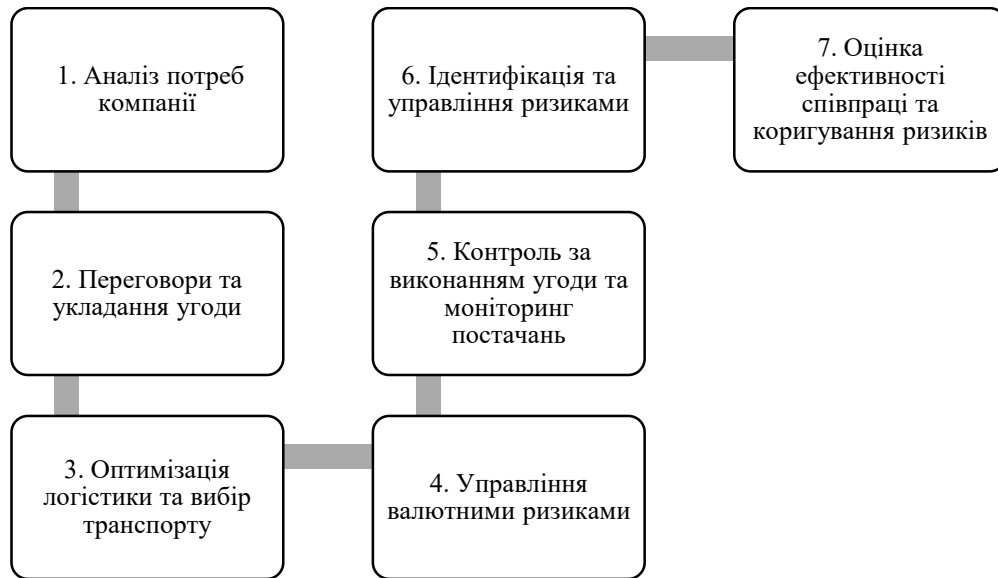 1. Аналіз потреб
компанії
2. Переговори та
укладання угоди
3. Оптимізація
логістики та вибір
транспорту
4. Управління
валютними ризиками
5. Контроль за
виконанням угоди та
моніторинг
постачань
6. Ідентифікація та
управління ризиками
7. Оцінка
ефективності
співпраці та
коригування ризиків